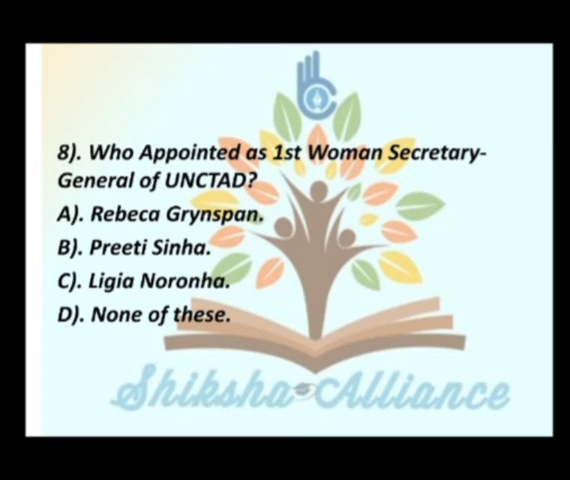 8). Who Appointed as 1st Woman Secretary-
General of UNCTAD?
A). Rebeca Grynspan.
B). Preeti Sinha.
C). Ligia Noronha.
D). None of these.
Shiksha Alliance